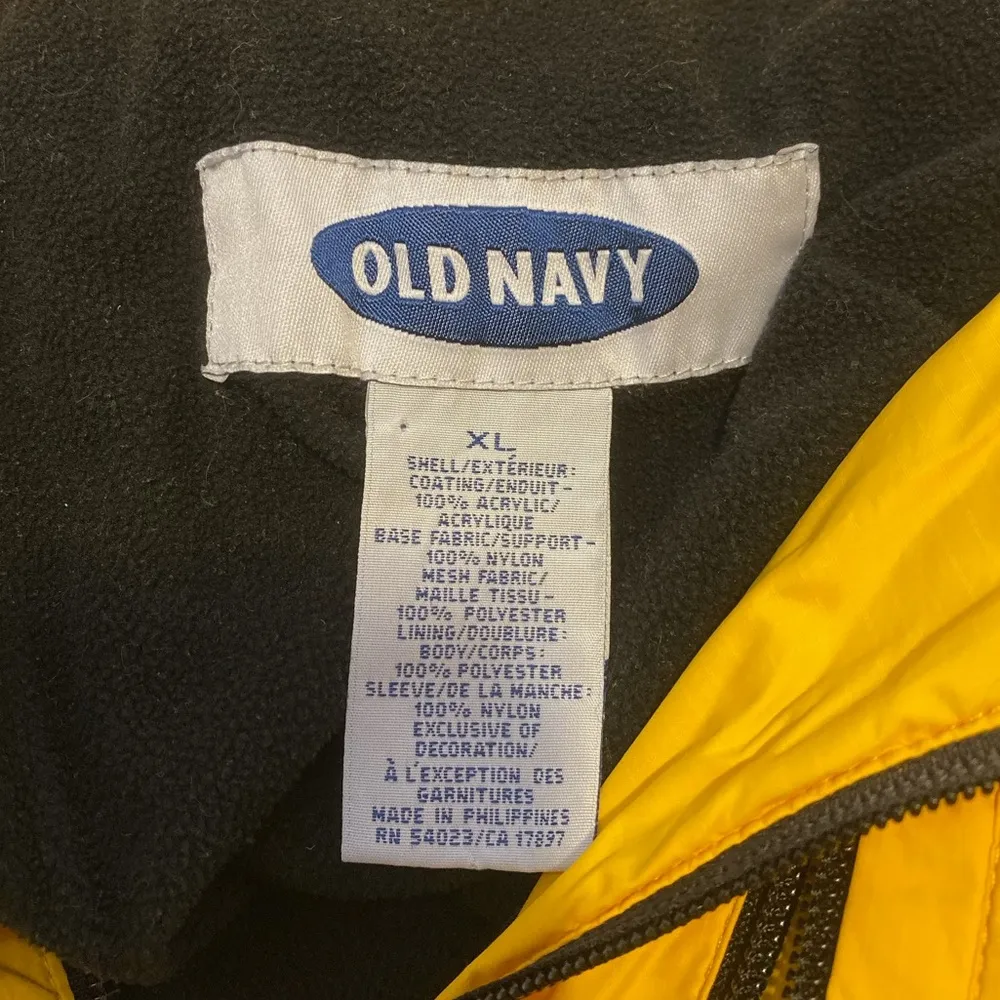 OLD NAVY
XL
SHELL/EXTÉRIEUR:
COATING/ENDUIT-
100% ACRYLIC/
ACRYLIQUE
BASE FABRIC/SUPPORT-
100% NYLON
MESH FABRIC/
MAILLE TISSU-
100% POLYESTER
LINING/DOUBLURE:
BODY/CORPS:
100% POLYESTER
SLEEVE/DE LA MANCHE:
100% NYLON
EXCLUSIVE OF
DECORATION/
À L'EXCEPTION DES
GARNITURES
MADE IN PHILIPPINES
RN 54023/CA 17897